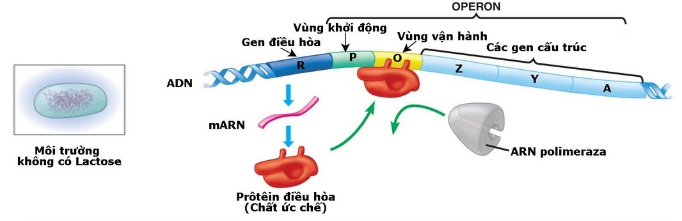 OPERON
Vùng khởi động
Vùng vận hành
Gen điều hòa
Các gen cấu trúc
R
P
O
Z
Y
A
ADN
mARN
Môi trường
không có Lactose
ARN polimeraza
Prôtêin điều hòa
(Chất ức chế)